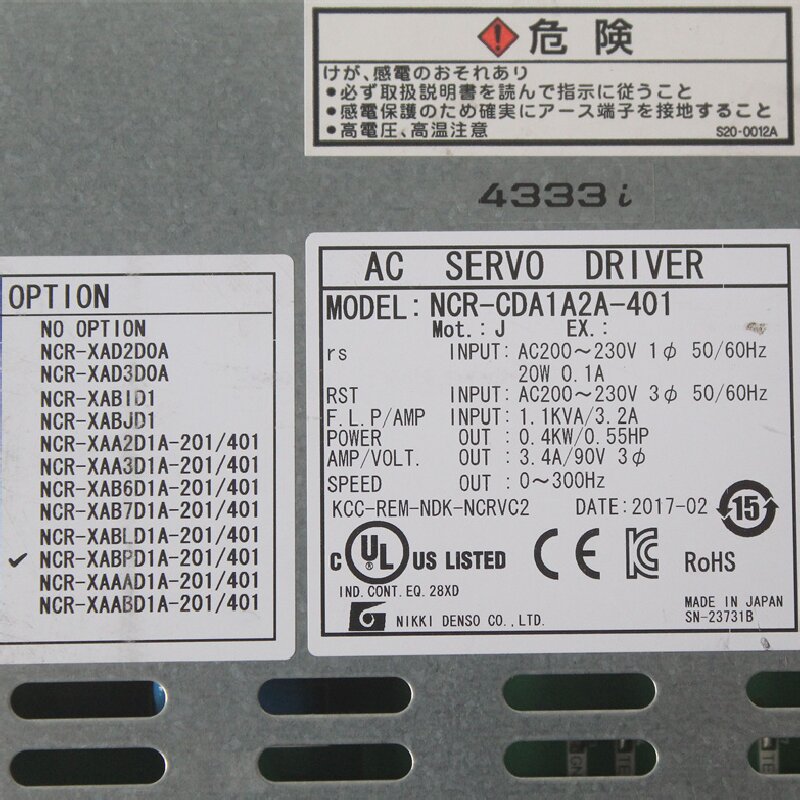 危険
けが、感電のおそれあり
●必ず取扱説明書を読んで指示に従うこと
●感電保護のため確実にアース端子を接地すること
●高電圧、高温注意
S20-0012A
4333i
OPTION
NO OPTION
NCR-XAD2D0A
NCR-XAD3D0A
NCR-XABID1
NCR-XABJD1
NCR-XAA2D1A-201/401
NCR-XAA3D1A-201/401
NCR-XAB6D1A-201/401
NCR-XAB7D1A-201/401
NCR-XABLD1A-201/401
✓ NCR-XABPD1A-201/401
NCR-XAAAD1A-201/401
NCR-XAABD1A-201/401
AC SERVO DRIVER
MODEL: NCR-CDA1A2A-401
Mot.: J EX.:
rs INPUT: AC200~230V 1φ 50/60Hz
20W 0.1A
RST INPUT: AC200~230V 3φ 50/60Hz
F.L.P/AMP INPUT: 1.1KVA/3.2A
POWER OUT : 0.4KW/0.55HP
AMP/VOLT. OUT : 3.4A/90V 3φ
SPEED OUT : 0~300Hz
KCC-REM-NDK-NCRVC2 DATE: 2017-02
15
C UL US LISTED CE KC RoHS
IND. CONT. EQ. 28XD
NIKKI DENSO CO., LTD.
MADE IN JAPAN
SN-23731B